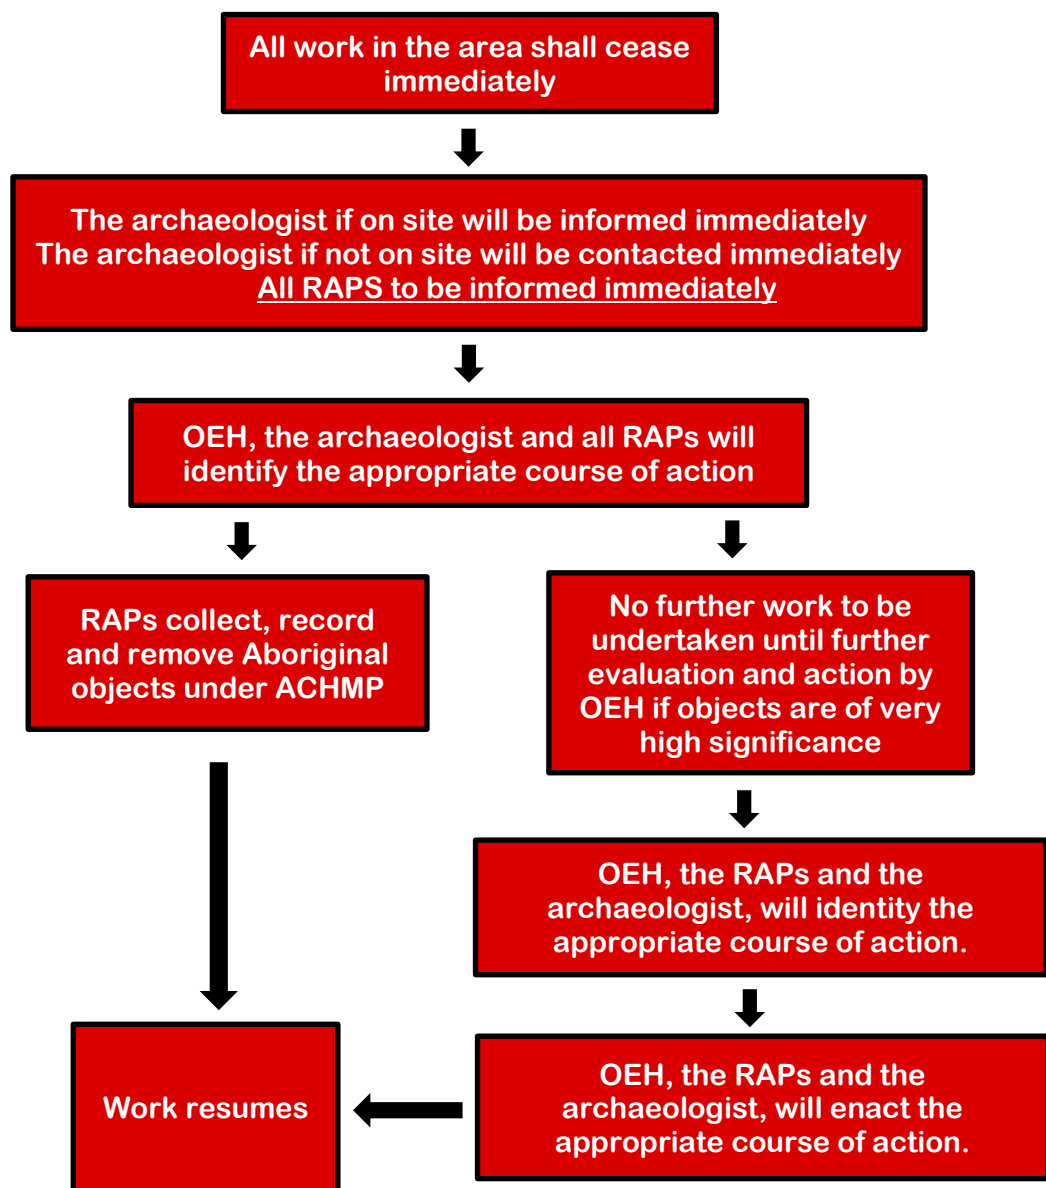 All work in the area shall cease
immediately
The archaeologist if on site will be informed immediately
The archaeologist if not on site will be contacted immediately
All RAPS to be informed immediately
OEH, the archaeologist and all RAPs will
identify the appropriate course of action
RAPs collect, record
and remove Aboriginal
objects under ACHMP
No further work to be
undertaken until further
evaluation and action by
OEH if objects are of very
high significance
OEH, the RAPs and the
archaeologist, will identity the
appropriate course of action.
OEH, the RAPs and the
archaeologist, will enact the
appropriate course of action.
Work resumes